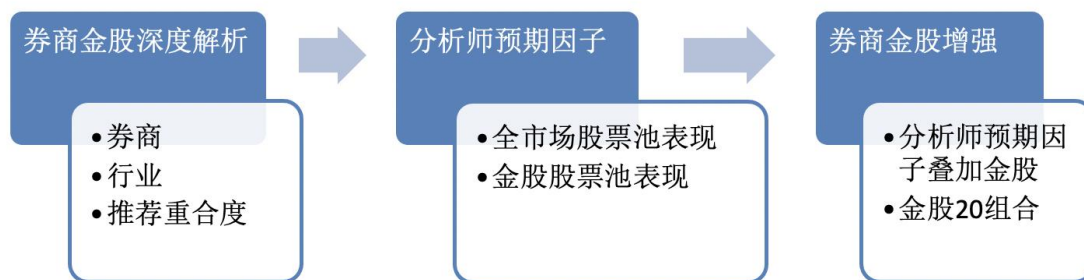 券商金股深度解析
•券商
•行业
•推荐重合度
分析师预期因子
•全市场股票池表现
•金股股票池表现
券商金股增强
•分析师预期因
子叠加金股
•金股20组合